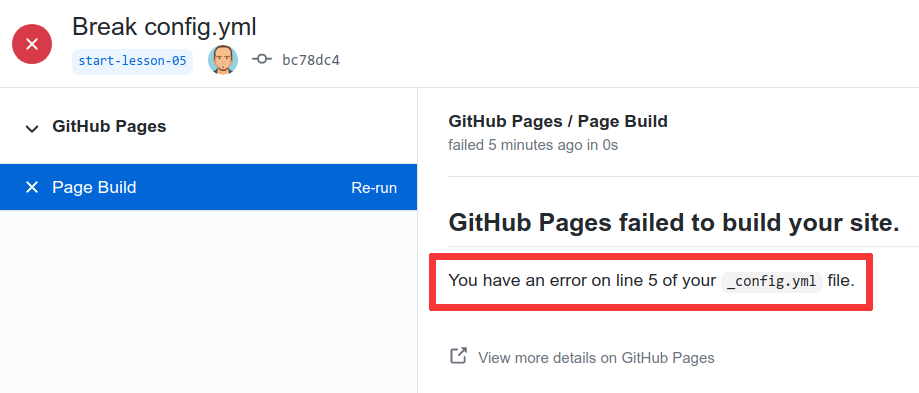 Break config.yml
start-lesson-05 bc78dc4
GitHub Pages
Page Build Re-run
GitHub Pages / Page Build
failed 5 minutes ago in 0s
GitHub Pages failed to build your site.
You have an error on line 5 of your _config.yml file.
View more details on GitHub Pages